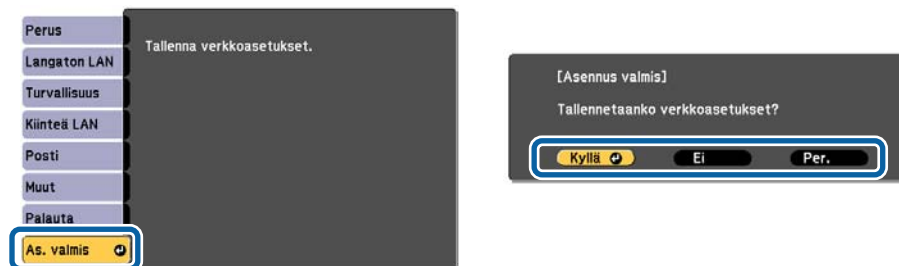 Perus
Langaton LAN
Turvallisuus
Kiinteä LAN
Posti
Muut
Palauta
As. valmis
Tallenna verkkoasetukset.
[Asennus valmis]
Tallennetaanko verkkoasetukset?
Kyllä Ei Per.